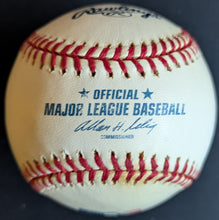 Rawlings
OFFICIAL
MAJOR LEAGUE BASEBALL
Allan H. Selig
COMMISSIONER